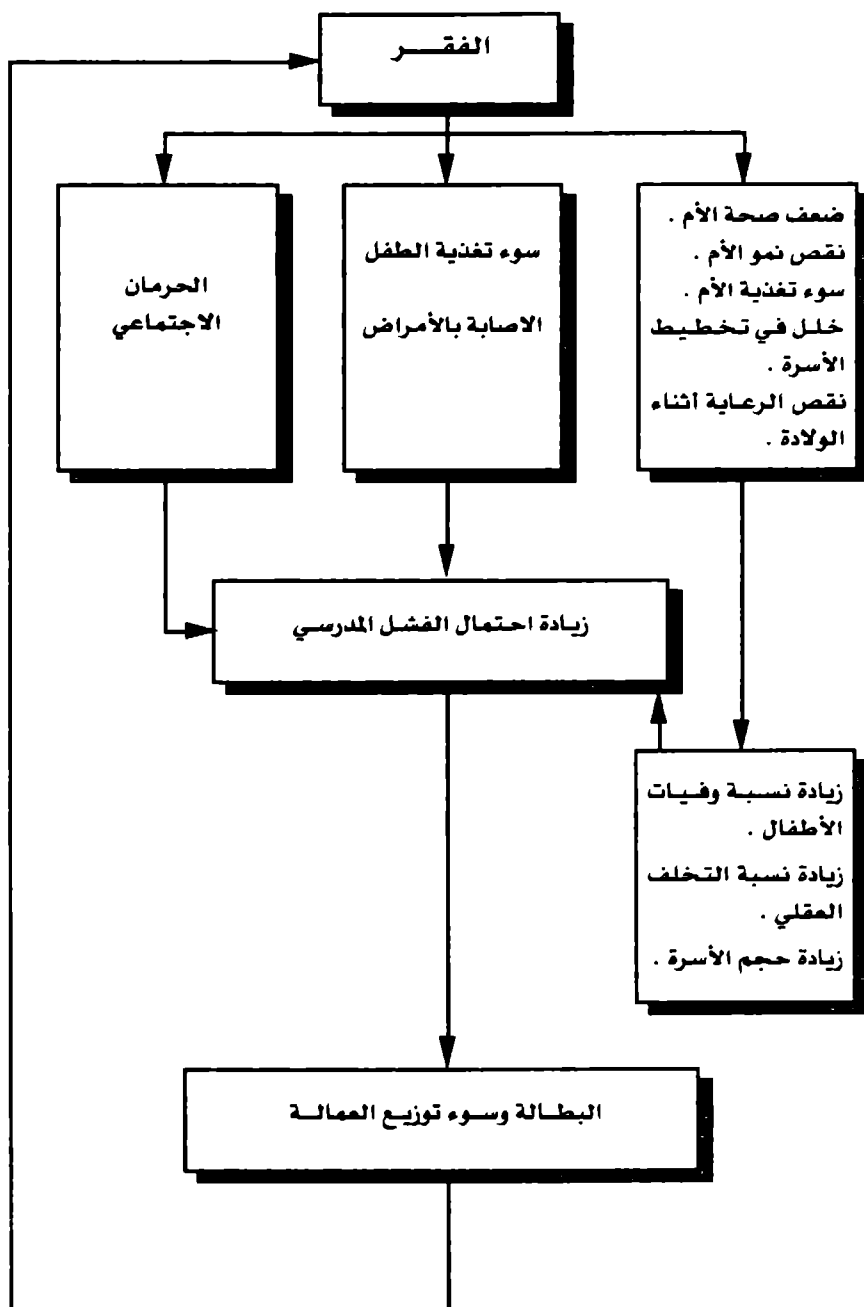 الفقر
ضعف صحة الأم .
نقص نمو الأم .
سوء تغذية الأم .
خلل في تخطيط
الأسرة .
نقص الرعاية أثناء
الولادة .
سوء تغذية الطفل
الاصابة بالأمراض
الحرمان
الاجتماعي
زيادة احتمال الفشل المدرسي
زيادة نسبة وفيات
الأطفال .
زيادة نسبة التخلف
العقلي .
زيادة حجم الأسرة .
البطالة وسوء توزيع العمالة